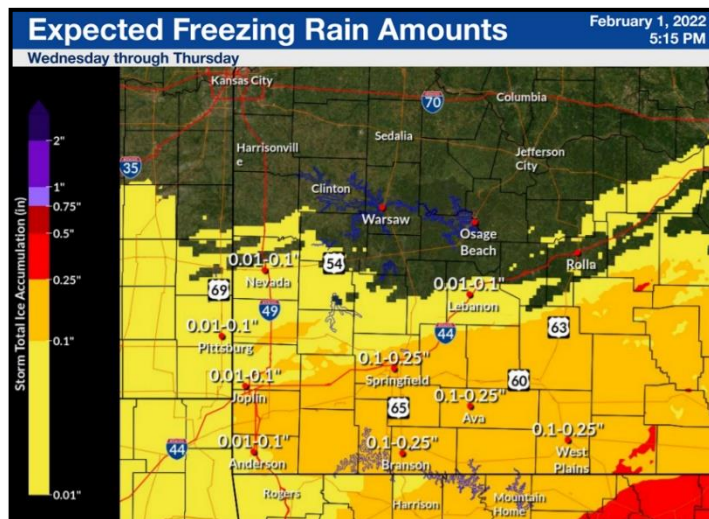 Expected Freezing Rain Amounts
February 1, 2022
5:15 PM
Wednesday through Thursday
Storm Total Ice Accumulation (in)
2"
1"
0.75"
0.5"
0.25"
0.1"
0.01"
Kansas City
70
Columbia
35
Harrisonvill
e
Sedalia
Jefferson
City
Clinton
Warsaw
Osage
Beach
Rolla
54
0.01-0.1"
Nevada
69
49
0.01-0.1"
Lebanon
63
0.01-0.1"
Pittsburg
44
0.1-0.25"
Springfield
0.01-0.1"
Joplin
60
65
0.1-0.25"
Ava
44
0.01-0.1"
Anderson
0.1-0.25"
Branson
0.1-0.25"
West
Plains
Rogers
Harrison
Mountain
Home